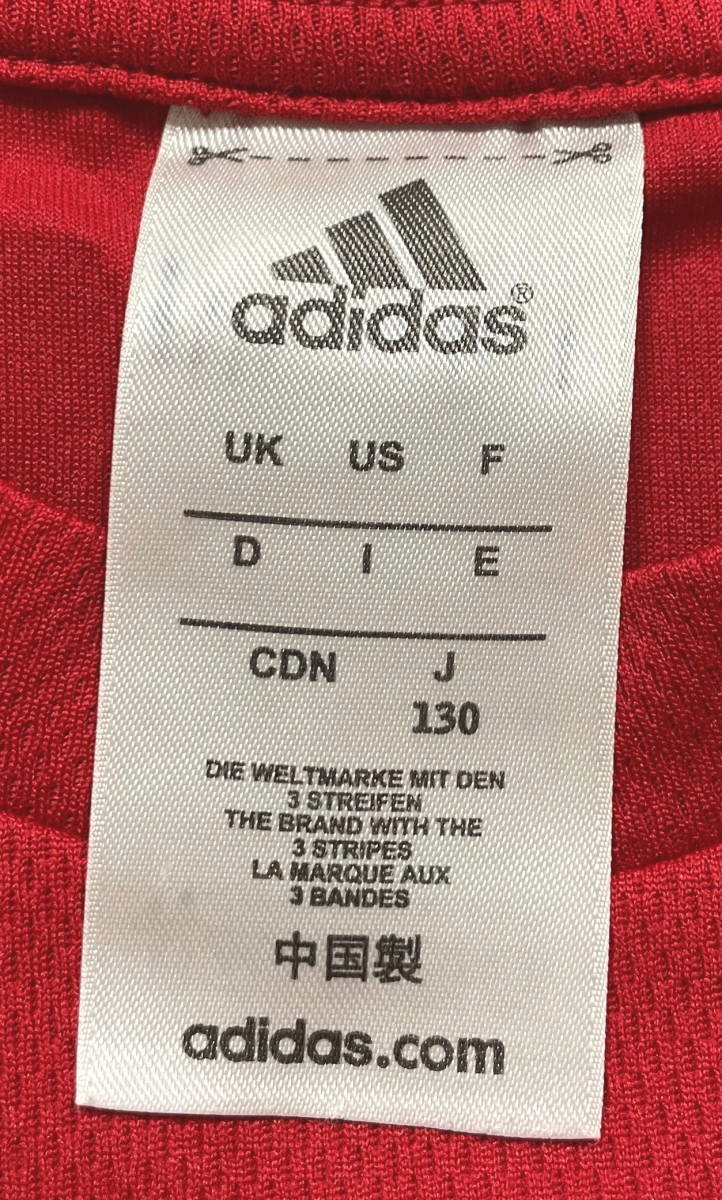 adidas®
UK US F
D I E
CDN J
130
DIE WELTMARKE MIT DEN
3 STREIFEN
THE BRAND WITH THE
3 STRIPES
LA MARQUE AUX
3 BANDES
中国製
adidas.com